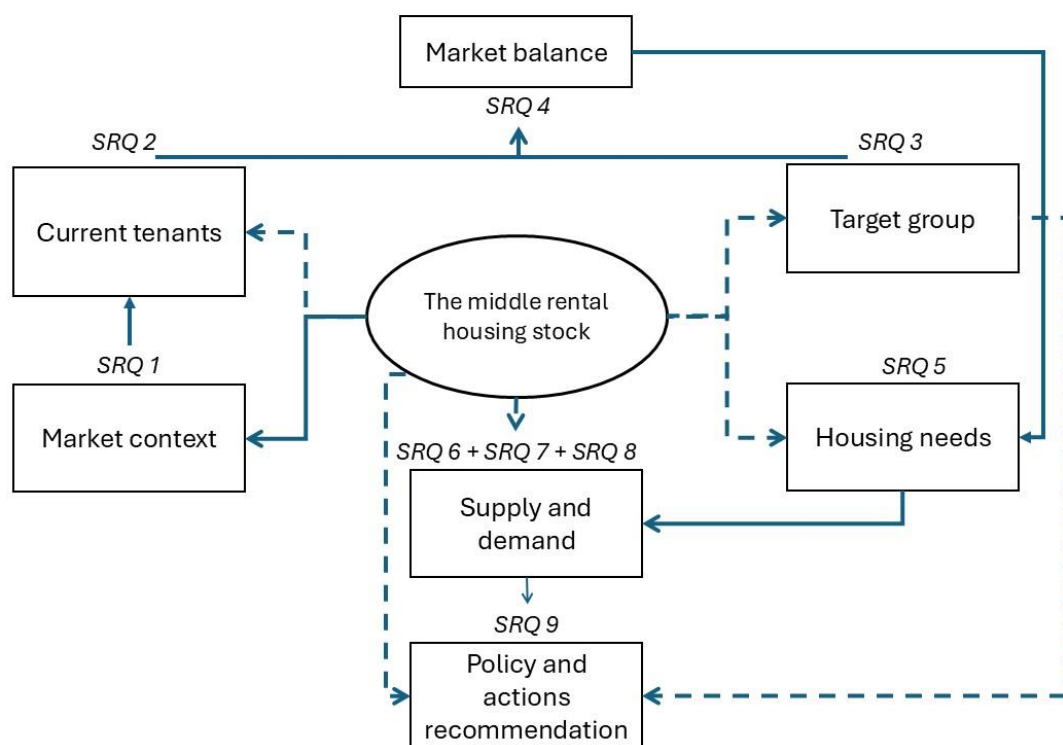 Market balance
SRQ 4
SRQ 2
SRQ 3
Current tenants
Target group
The middle rental
housing stock
SRQ 1
SRQ 5
Market context
Housing needs
SRQ 6 + SRQ 7 + SRQ 8
Supply and
demand
SRQ 9
Policy and
actions
recommendation